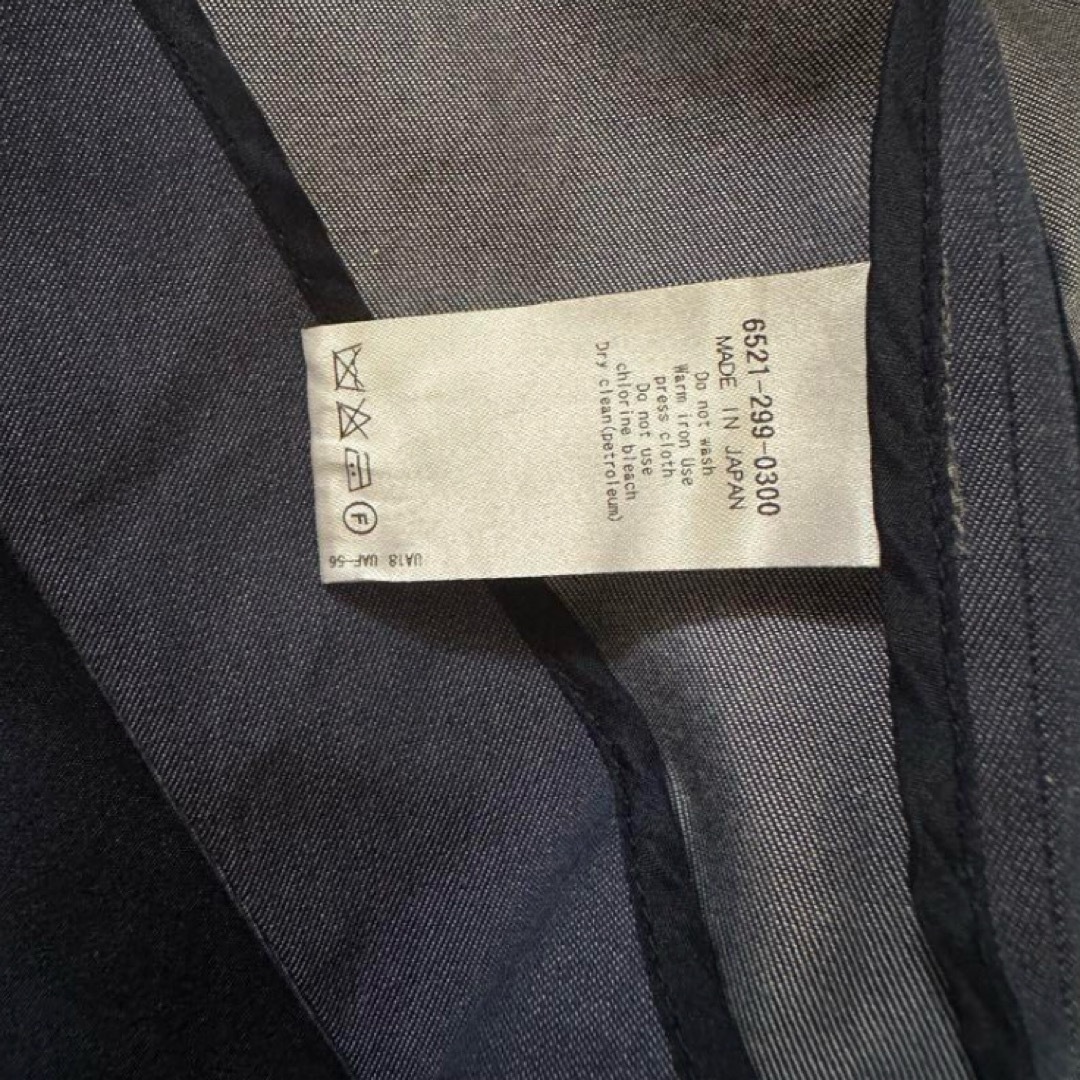 6521-299-0300
MADE IN JAPAN
Do not wash
Warm iron Use
press cloth
Do not use
chlorine bleach
Dry clean(petroleum)
F
UA18 UAF-56